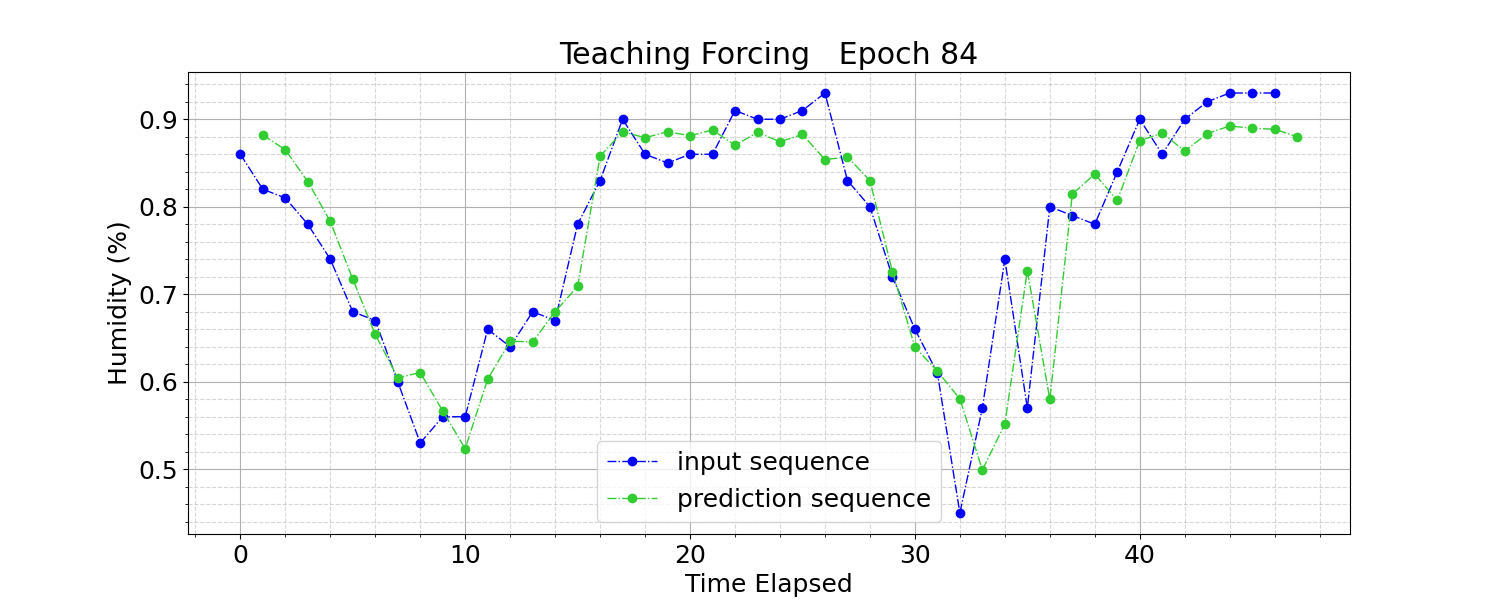 Teaching Forcing   Epoch 84
Humidity (%)
0.9
0.8
0.7
0.6
0.5
input sequence
prediction sequence
0 10 20 30 40
Time Elapsed